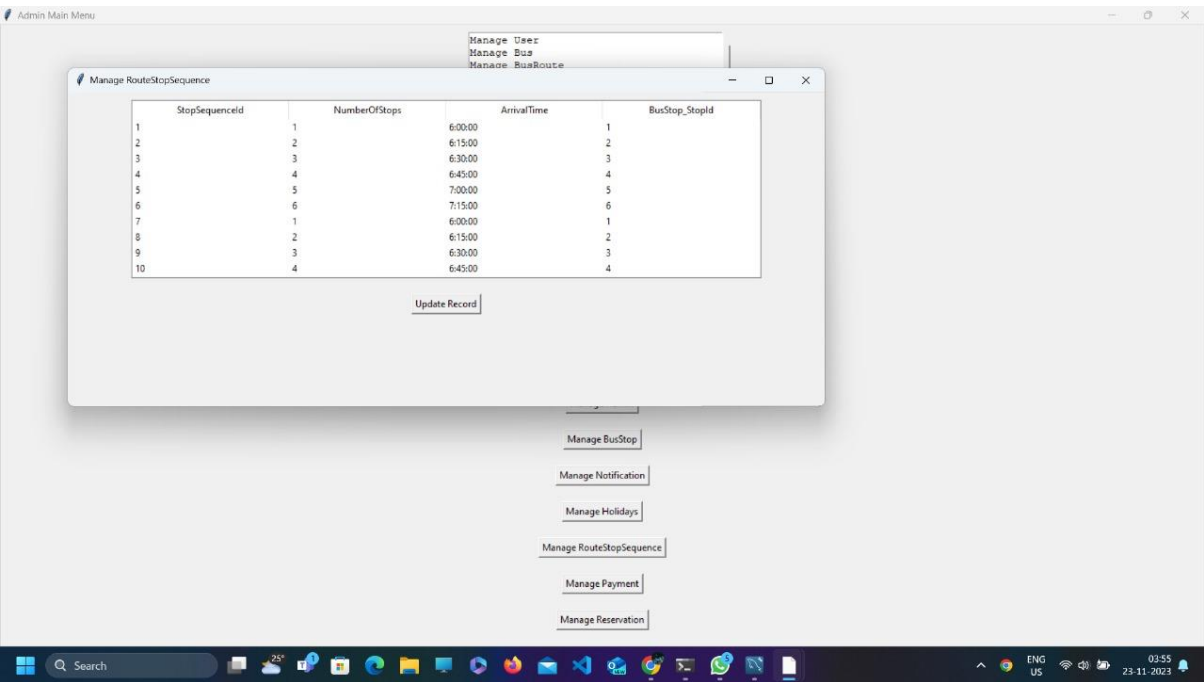 Admin Main Menu
Manage User
Manage Bus
Manage BusRoute
Manage RouteStopSequence
StopSequenceId NumberOfStops ArrivalTime BusStop_StopId
1 1 6:00:00 1
2 2 6:15:00 2
3 3 6:30:00 3
4 4 6:45:00 4
5 5 7:00:00 5
6 6 7:15:00 6
7 1 6:00:00 1
8 2 6:15:00 2
9 3 6:30:00 3
10 4 6:45:00 4
Update Record
Manage BusStop
Manage Notification
Manage Holidays
Manage RouteStopSequence
Manage Payment
Manage Reservation
Search
25°
ENG
US
03:55
23-11-2023